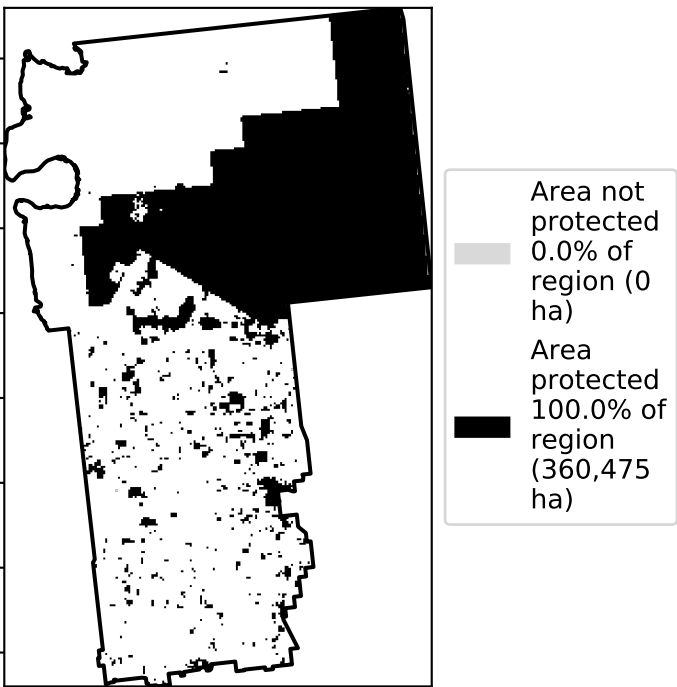 Area not
protected
0.0% of
region (0
ha)
Area
protected
100.0% of
region
(360,475
ha)